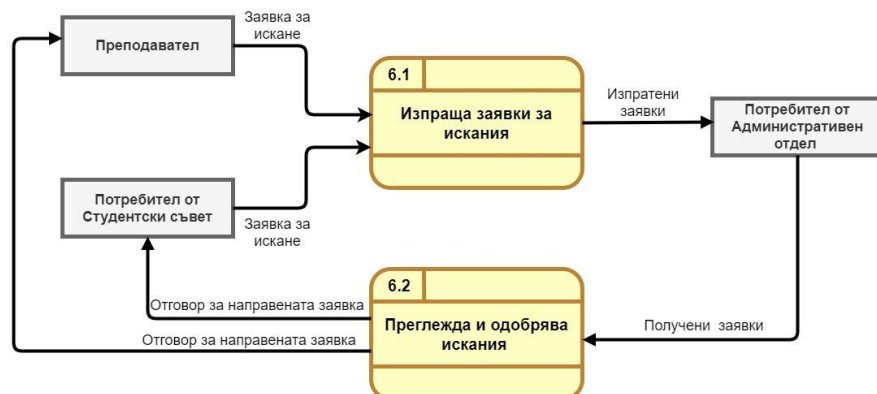 Заявка за
искане
Преподавател
6.1
Изпраща заявки за
искания
Изпратени
заявки
Потребител от
Административен
отдел
Потребител от
Студентски съвет
Заявка за
искане
6.2
Преглежда и одобрява
искания
Отговор за направената заявка
Отговор за направената заявка
Получени заявки